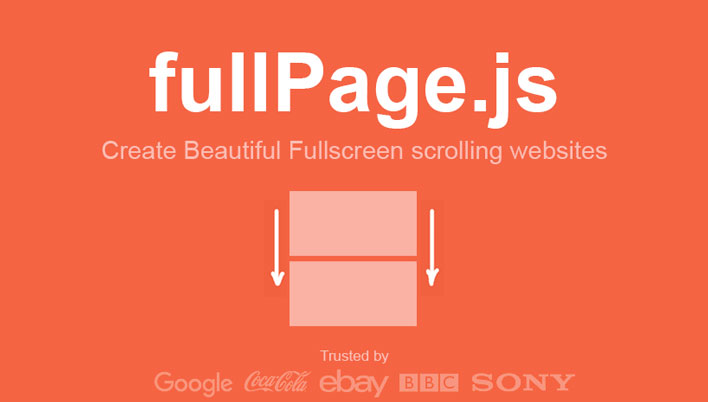 fullPage.js
Create Beautiful Fullscreen scrolling websites
Trusted by
Google Coca-Cola ebay BBC SONY